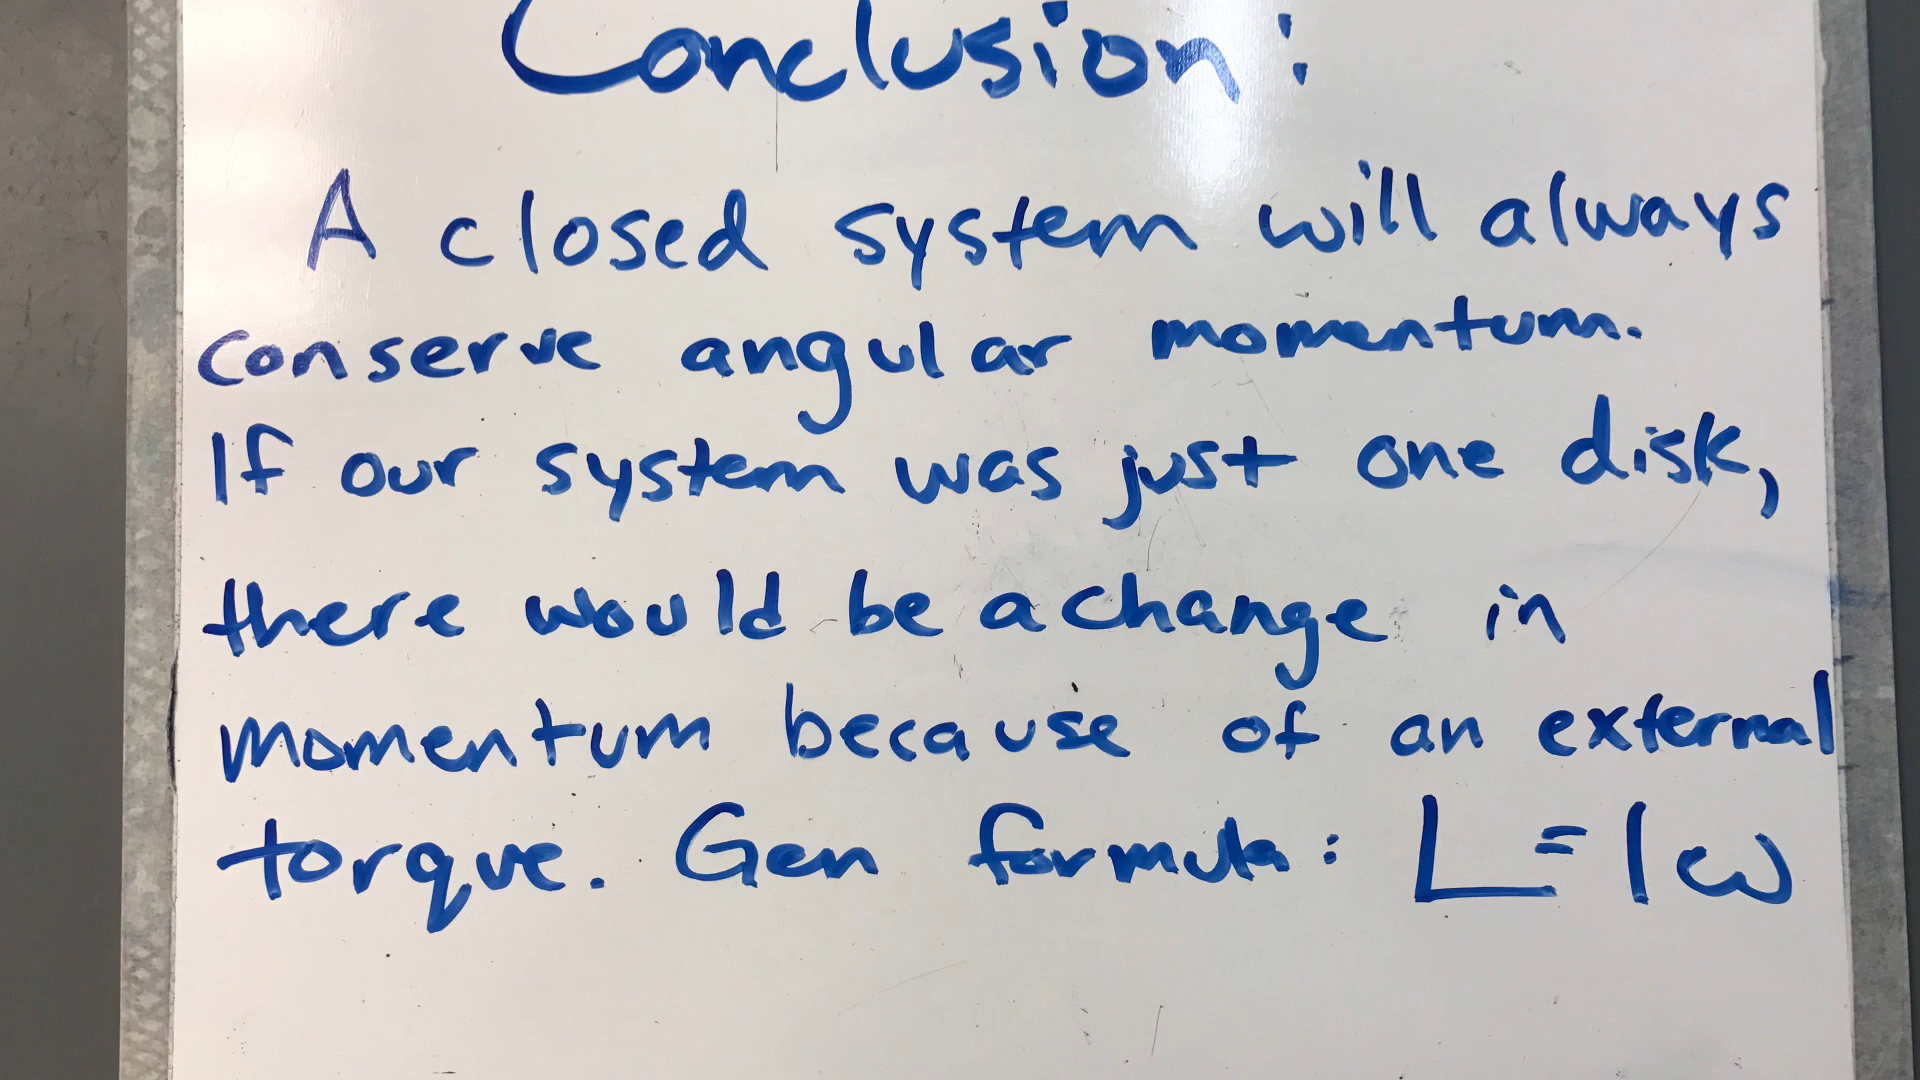 Conclusion:
A closed system will always
conserve angular momentum.
If our system was just one disk,
there would be a change in
momentum because of an external
torque. Gen formula: L = Iω